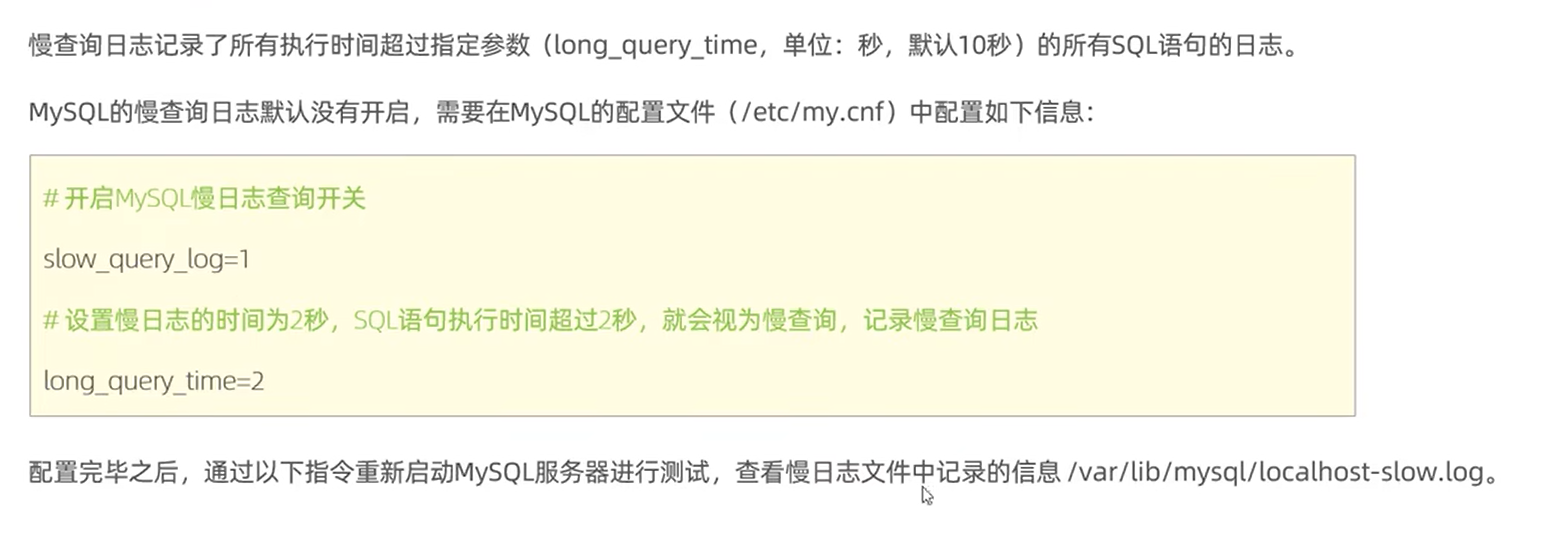 慢查询日志记录了所有执行时间超过指定参数（long_query_time，单位：秒，默认10秒）的所有SQL语句的日志。
MySQL的慢查询日志默认没有开启，需要在MySQL的配置文件（/etc/my.cnf）中配置如下信息：
# 开启MySQL慢日志查询开关
slow_query_log=1
# 设置慢日志的时间为2秒，SQL语句执行时间超过2秒，就会视为慢查询，记录慢查询日志
long_query_time=2
配置完毕之后，通过以下指令重新启动MySQL服务器进行测试，查看慢日志文件中记录的信息 /var/lib/mysql/localhost-slow.log。